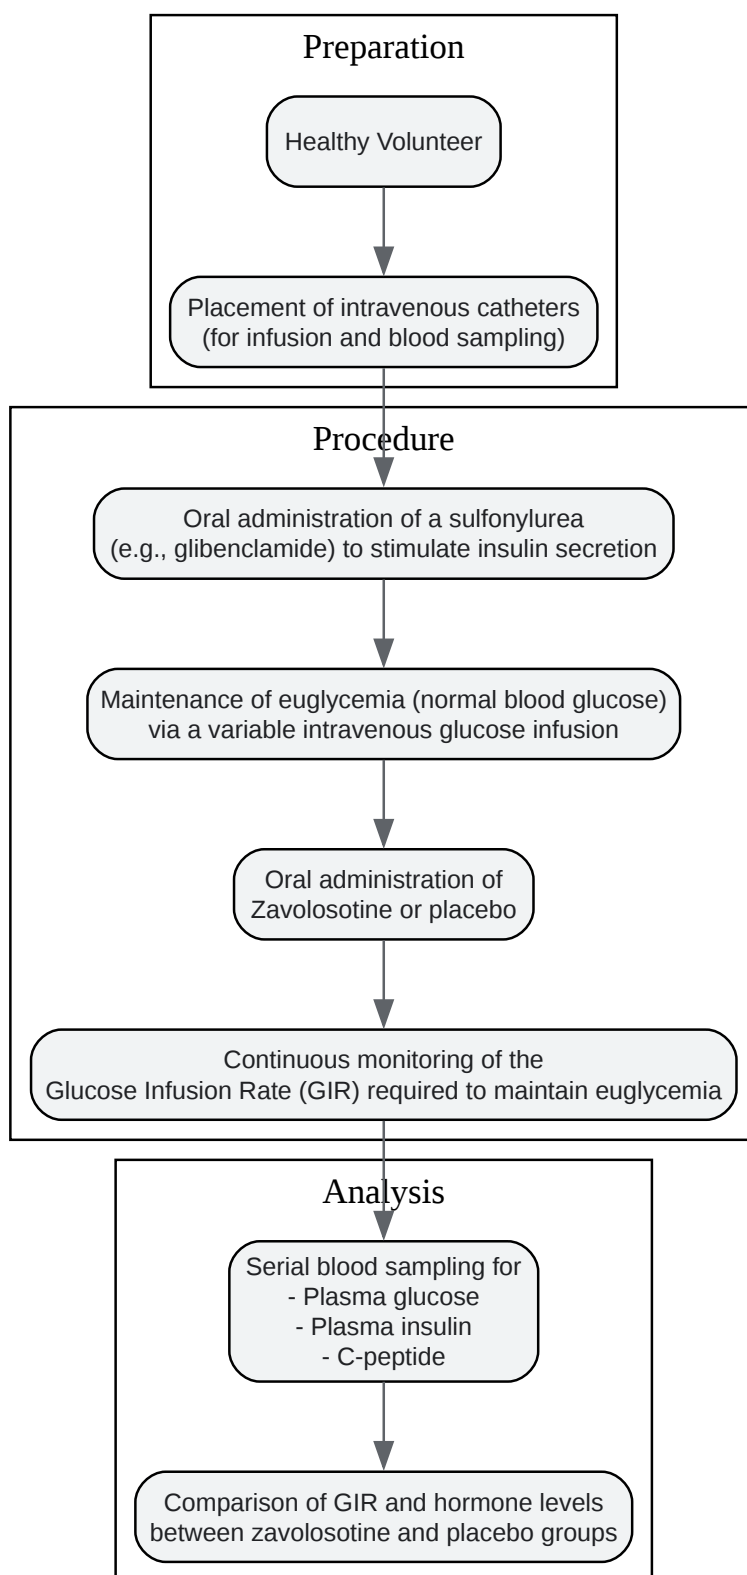 Preparation
Healthy Volunteer
Placement of intravenous catheters
(for infusion and blood sampling)
Procedure
Oral administration of a sulfonylurea
(e.g., glibenclamide) to stimulate insulin secretion
Maintenance of euglycemia (normal blood glucose)
via a variable intravenous glucose infusion
Oral administration of
Zavolosotine or placebo
Continuous monitoring of the
Glucose Infusion Rate (GIR) required to maintain euglycemia
Analysis
Serial blood sampling for
- Plasma glucose
- Plasma insulin
- C-peptide
Comparison of GIR and hormone levels
between zavolosotine and placebo groups